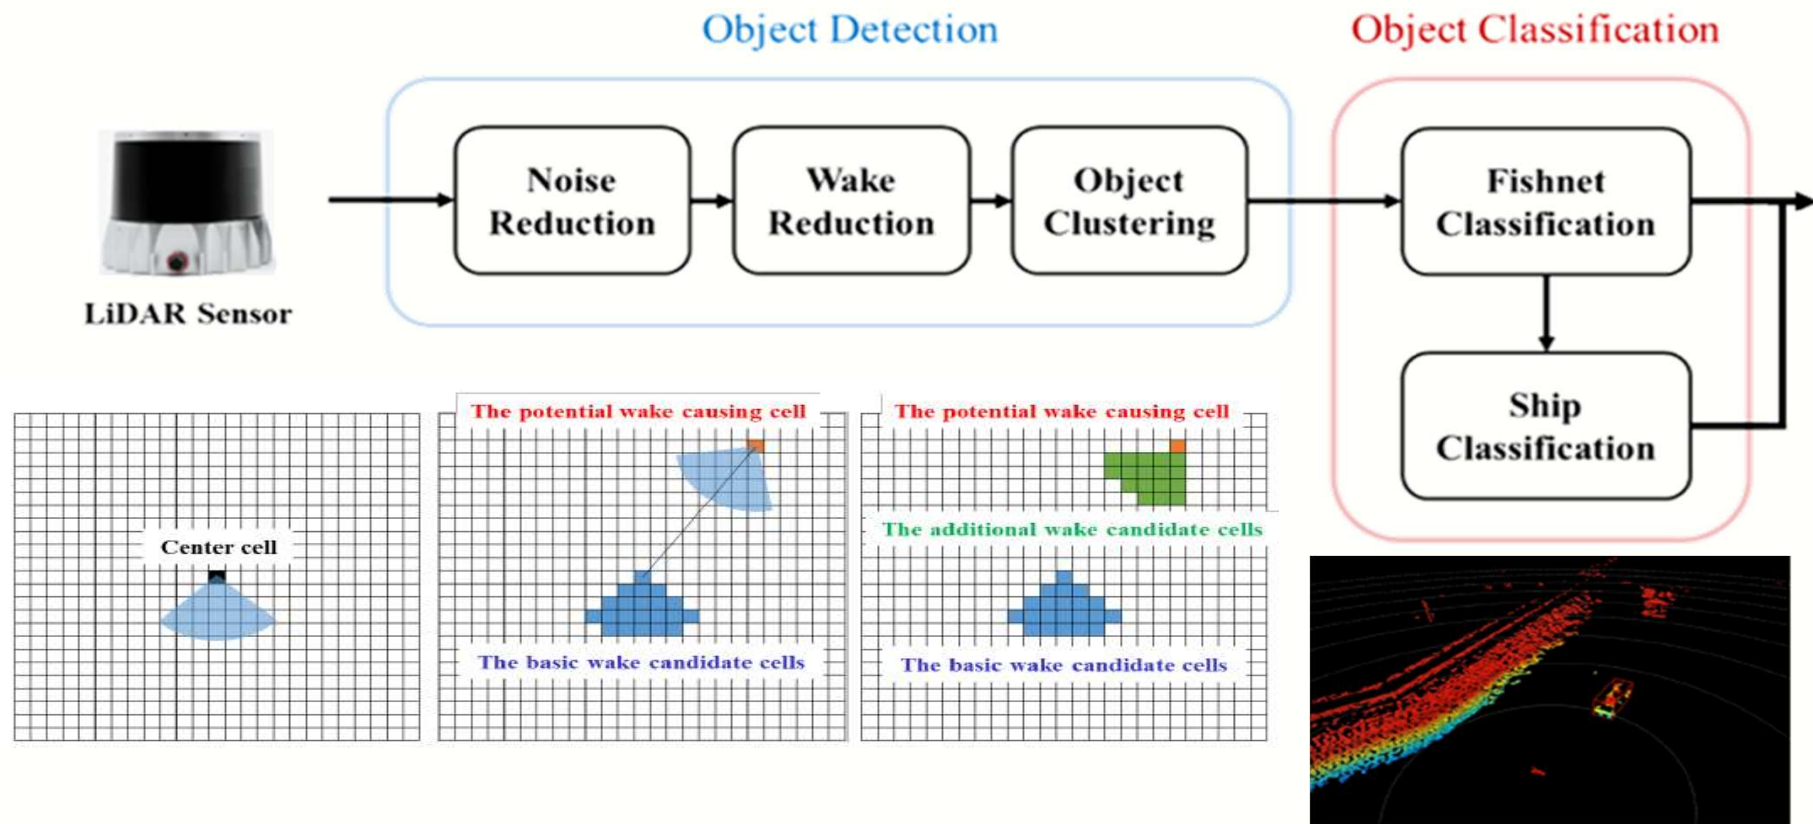 Object Detection
Object Classification
Noise
Reduction
Wake
Reduction
Object
Clustering
Fishnet
Classification
LiDAR Sensor
Ship
Classification
The potential wake causing cell
The potential wake causing cell
Center cell
The additional wake candidate cells
The basic wake candidate cells
The basic wake candidate cells